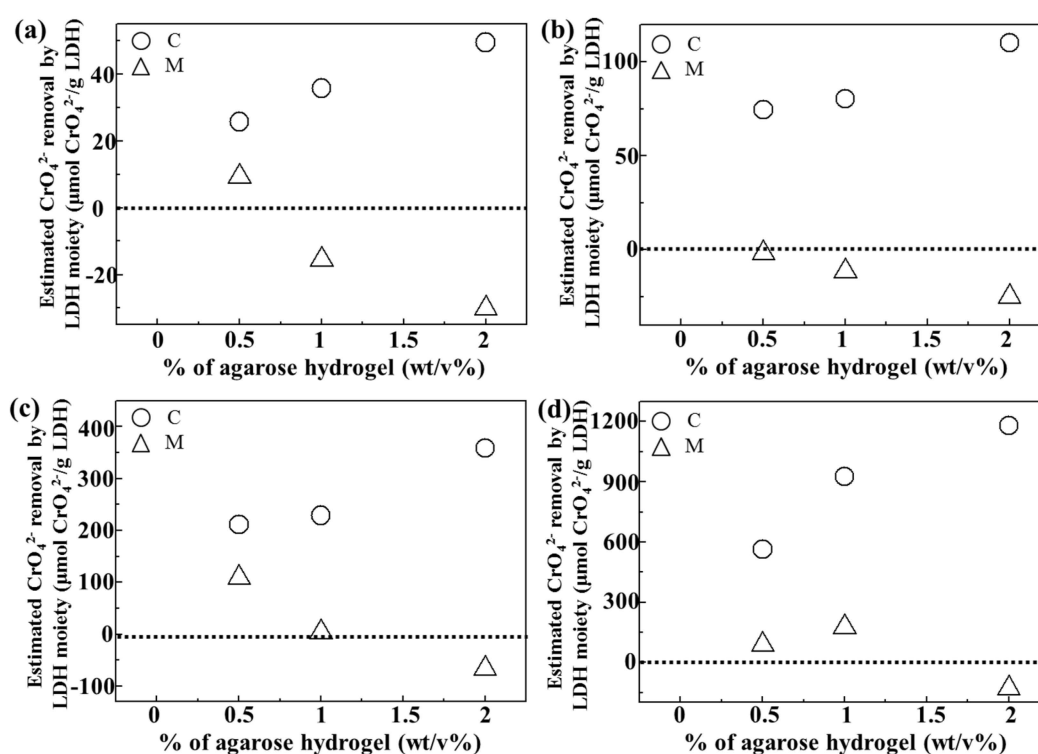 (a)
C
M
Estimated CrO₄²⁻ removal by
LDH moiety (μmol CrO₄²⁻/g LDH)
40
20
0
-20
0
0.5
1
1.5
2
% of agarose hydrogel (wt/v%)
(b)
C
M
Estimated CrO₄²⁻ removal by
LDH moiety (μmol CrO₄²⁻/g LDH)
100
50
0
0
0.5
1
1.5
2
% of agarose hydrogel (wt/v%)
(c)
C
M
Estimated CrO₄²⁻ removal by
LDH moiety (μmol CrO₄²⁻/g LDH)
400
300
200
100
0
-100
0
0.5
1
1.5
2
% of agarose hydrogel (wt/v%)
(d)
C
M
Estimated CrO₄²⁻ removal by
LDH moiety (μmol CrO₄²⁻/g LDH)
1200
900
600
300
0
0
0.5
1
1.5
2
% of agarose hydrogel (wt/v%)